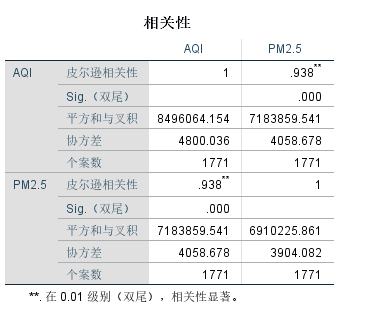 相关性
AQI PM2.5
AQI 皮尔逊相关性 1 .938**
Sig.（双尾） .000
平方和与叉积 8496064.154 7183859.541
协方差 4800.036 4058.678
个案数 1771 1771
PM2.5 皮尔逊相关性 .938** 1
Sig.（双尾） .000
平方和与叉积 7183859.541 6910225.861
协方差 4058.678 3904.082
个案数 1771 1771
**. 在 0.01 级别（双尾），相关性显著。